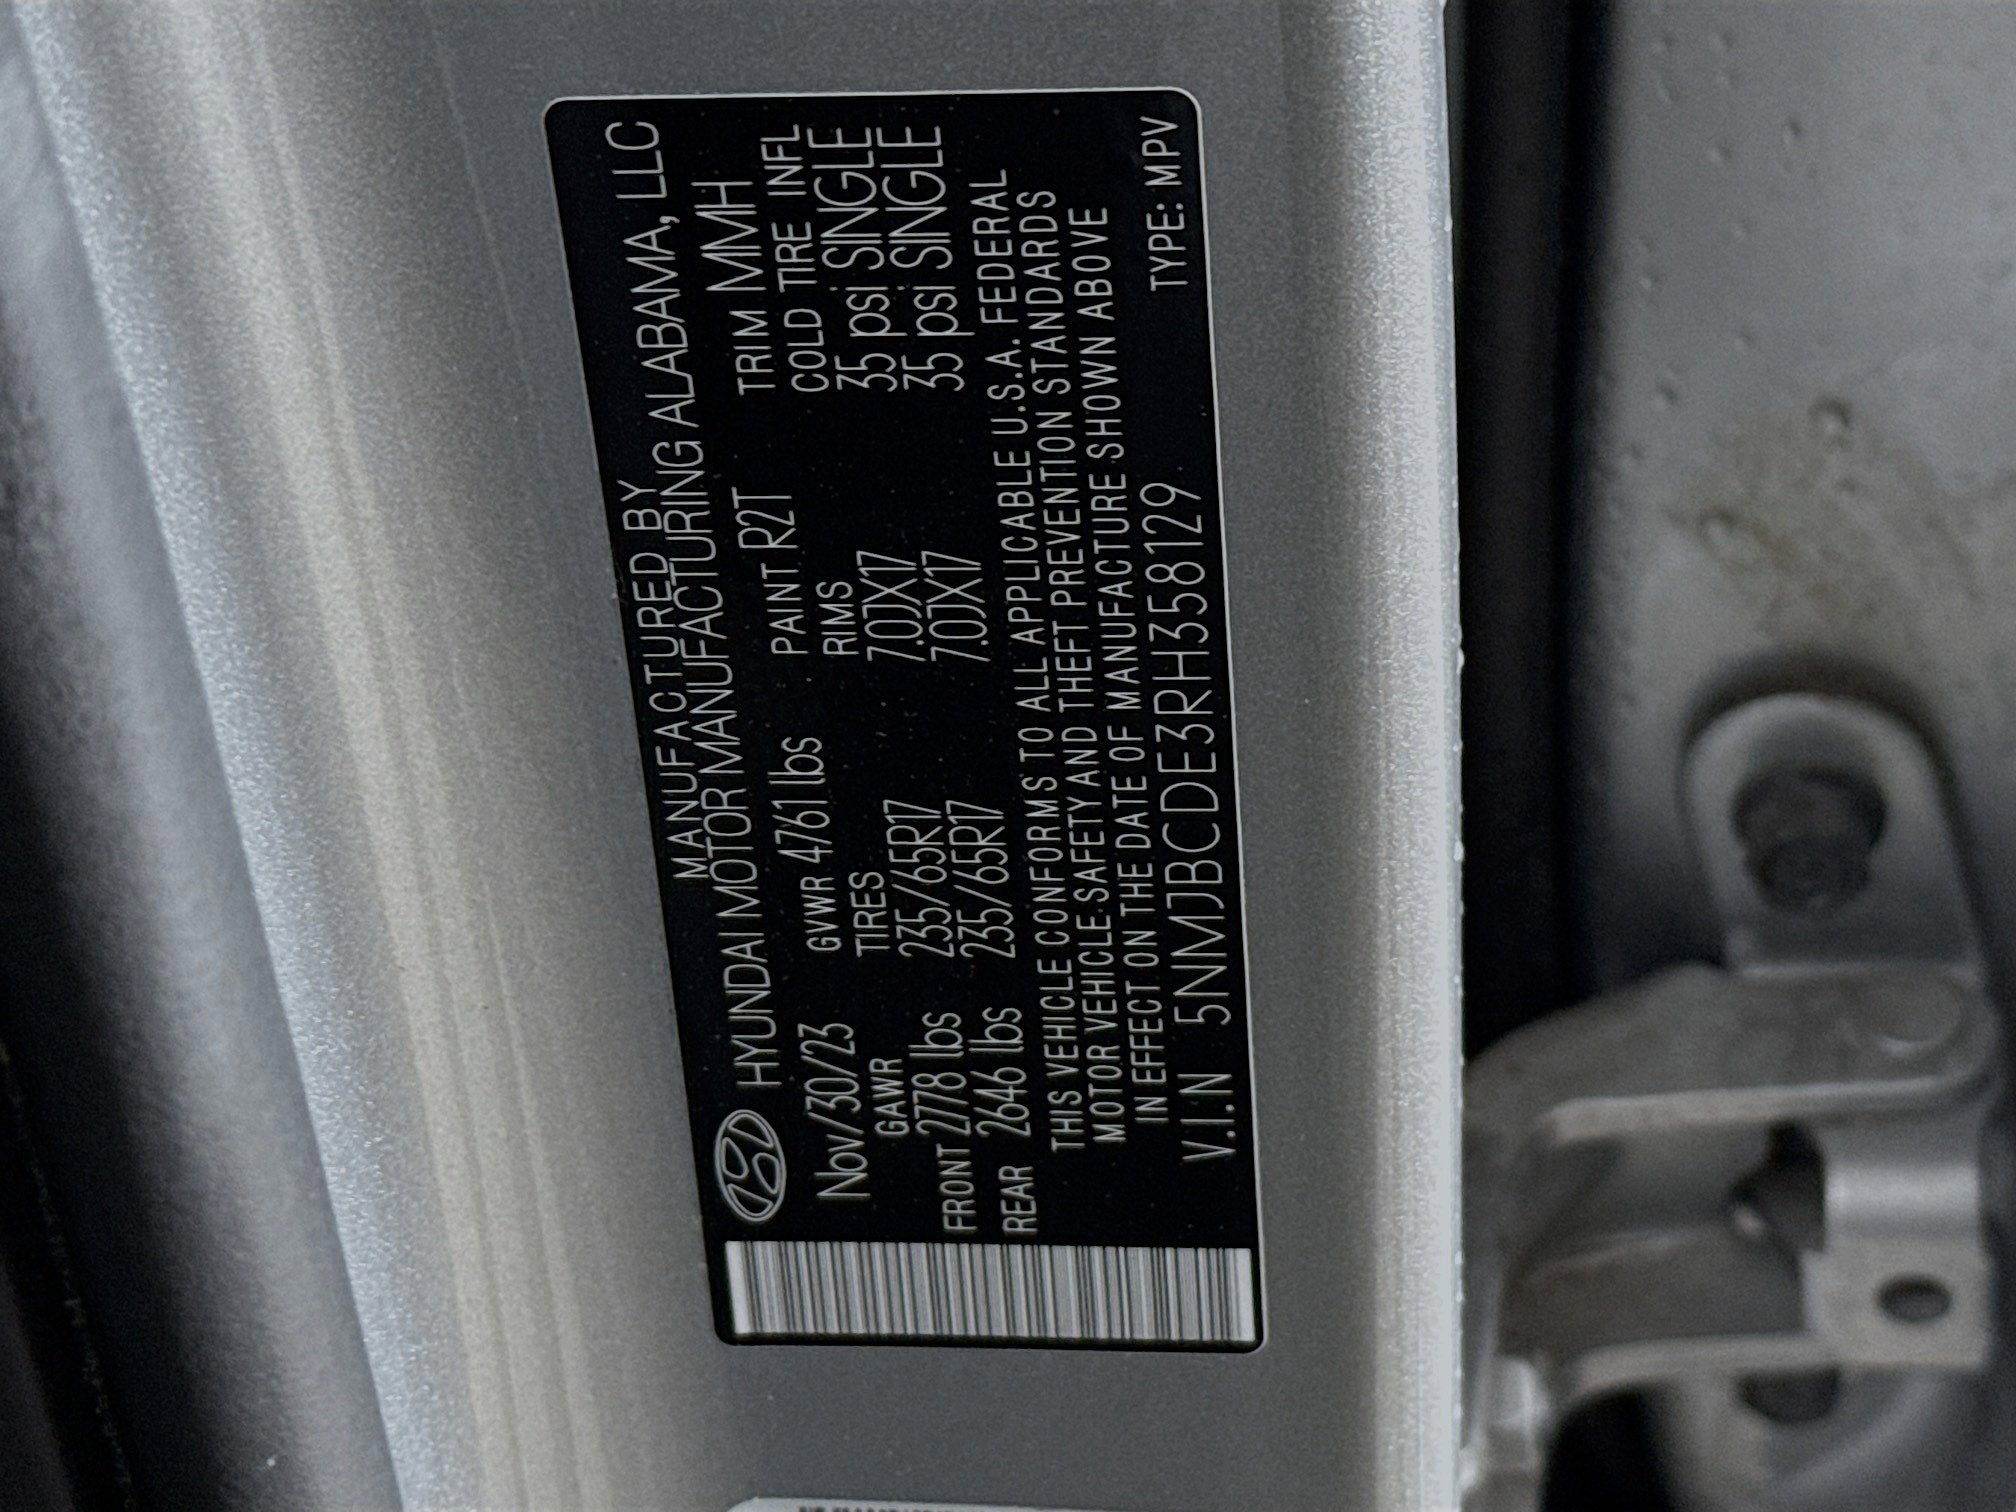 MANUFACTURED BY
HYUNDAI MOTOR MANUFACTURING ALABAMA, LLC
Nov/30/23 GVWR 4761 lbs PAINT R2T TRIM MMH
GAWR TIRES RIMS COLD TIRE INFL
FRONT 2778 lbs 235/65R17 7.0JX17 35 psi SINGLE
REAR 2646 lbs 235/65R17 7.0JX17 35 psi SINGLE
THIS VEHICLE CONFORMS TO ALL APPLICABLE U.S.A. FEDERAL
MOTOR VEHICLE SAFETY AND THEFT PREVENTION STANDARDS
IN EFFECT ON THE DATE OF MANUFACTURE SHOWN ABOVE
V.I.N 5NMJBCDE3RH358129 TYPE: MPV